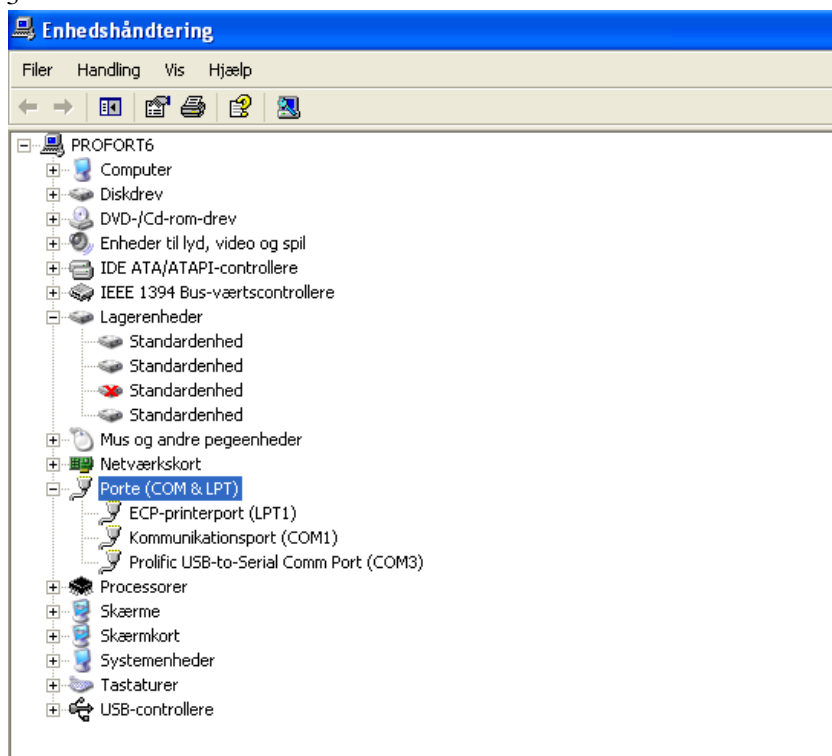 Enhedshåndtering
Filer Handling Vis Hjælp
PROFORT6
Computer
Diskdrev
DVD-/Cd-rom-drev
Enheder til lyd, video og spil
IDE ATA/ATAPI-controllere
IEEE 1394 Bus-værtscontrollere
Lagerenheder
Standardenhed
Standardenhed
Standardenhed
Standardenhed
Mus og andre pegeenheder
Netværkskort
Porte (COM & LPT)
ECP-printerport (LPT1)
Kommunikationsport (COM1)
Prolific USB-to-Serial Comm Port (COM3)
Processorer
Skærme
Skærmkort
Systemenheder
Tastaturer
USB-controllere